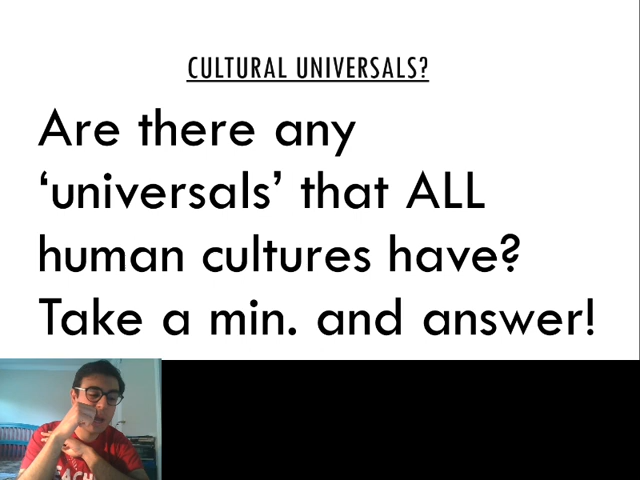 CULTURAL UNIVERSALS?
Are there any
‘universals’ that ALL
human cultures have?
Take a min. and answer!